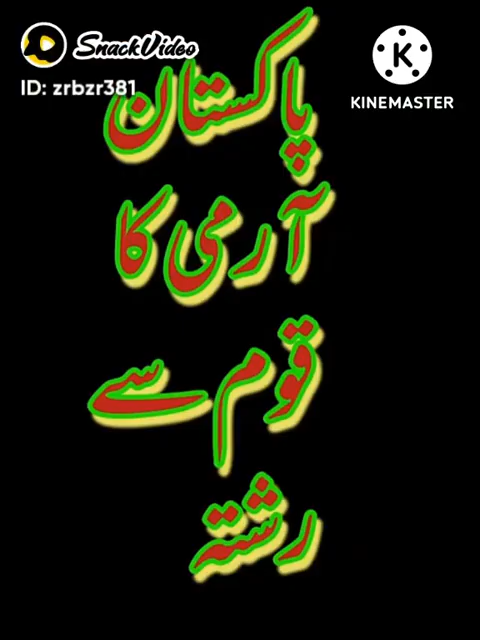 SnackVideo
ID: zrbzr381
KINEMASTER
پاکستان
آرمی کا
قوم سے
رشتہ